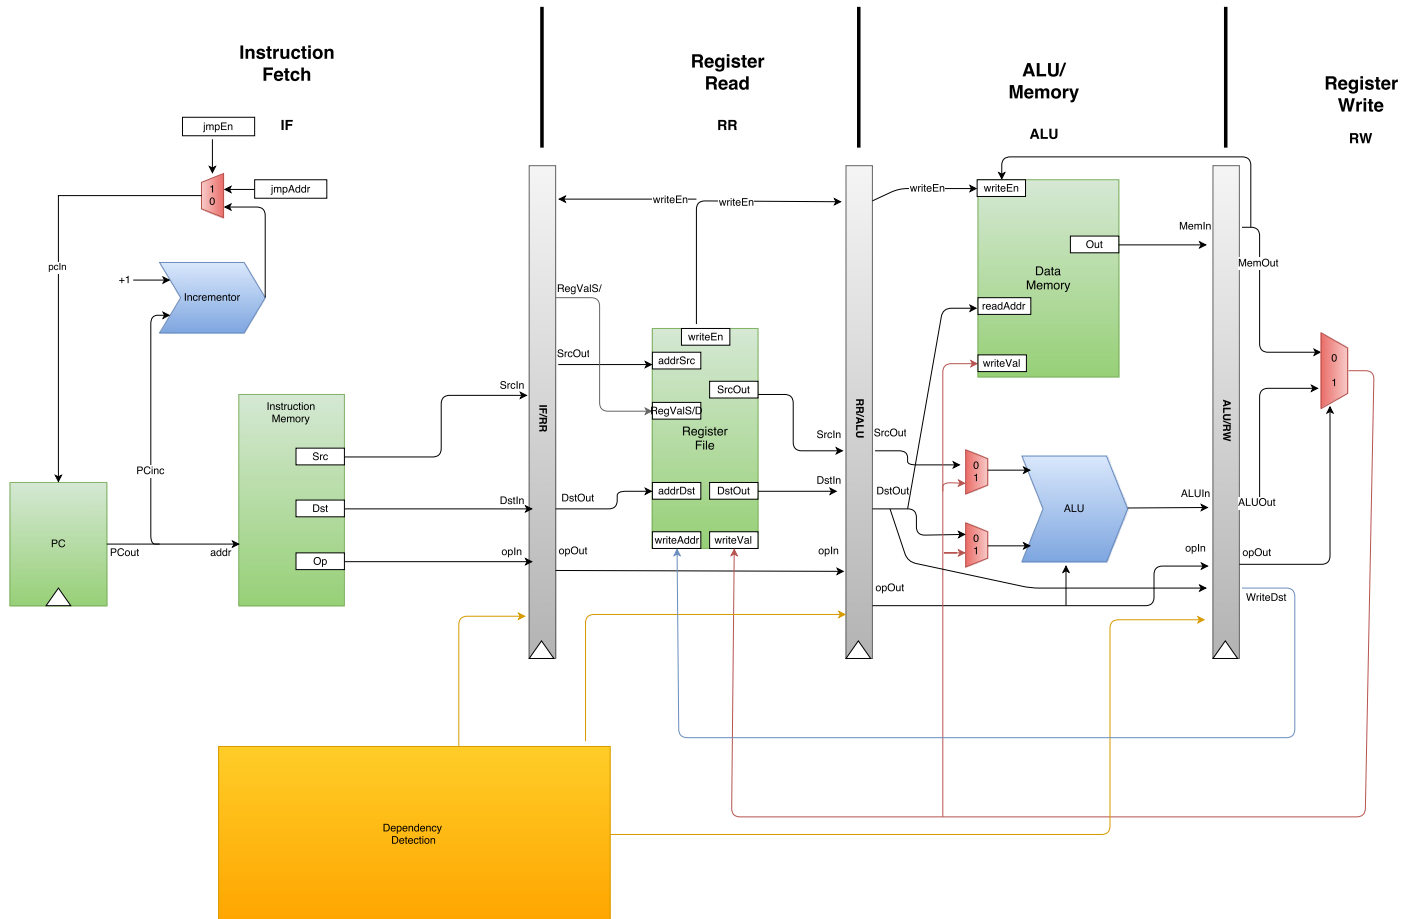 Instruction
Fetch
IF
Register
Read
RR
ALU/
Memory
ALU
Register
Write
RW
jmpEn
1
0
jmpAddr
pcIn
+1
Incrementor
PCinc
PC
PCout
addr
Instruction
Memory
Src
Dst
Op
SrcIn
DstIn
opIn
IF/RR
writeEn
writeEn
RegValS/
SrcOut
DstOut
opOut
writeEn
addrSrc
SrcOut
RegValS/D
Register
File
addrDst
DstOut
writeAddr
writeVal
SrcIn
DstIn
opIn
RR/ALU
writeEn
SrcOut
DstOut
opOut
writeEn
Out
Data
Memory
readAddr
writeVal
0
1
0
1
ALU
MemIn
ALUIn
opIn
ALU/RW
MemOut
ALUOut
opOut
WriteDst
0
1
Dependency
Detection